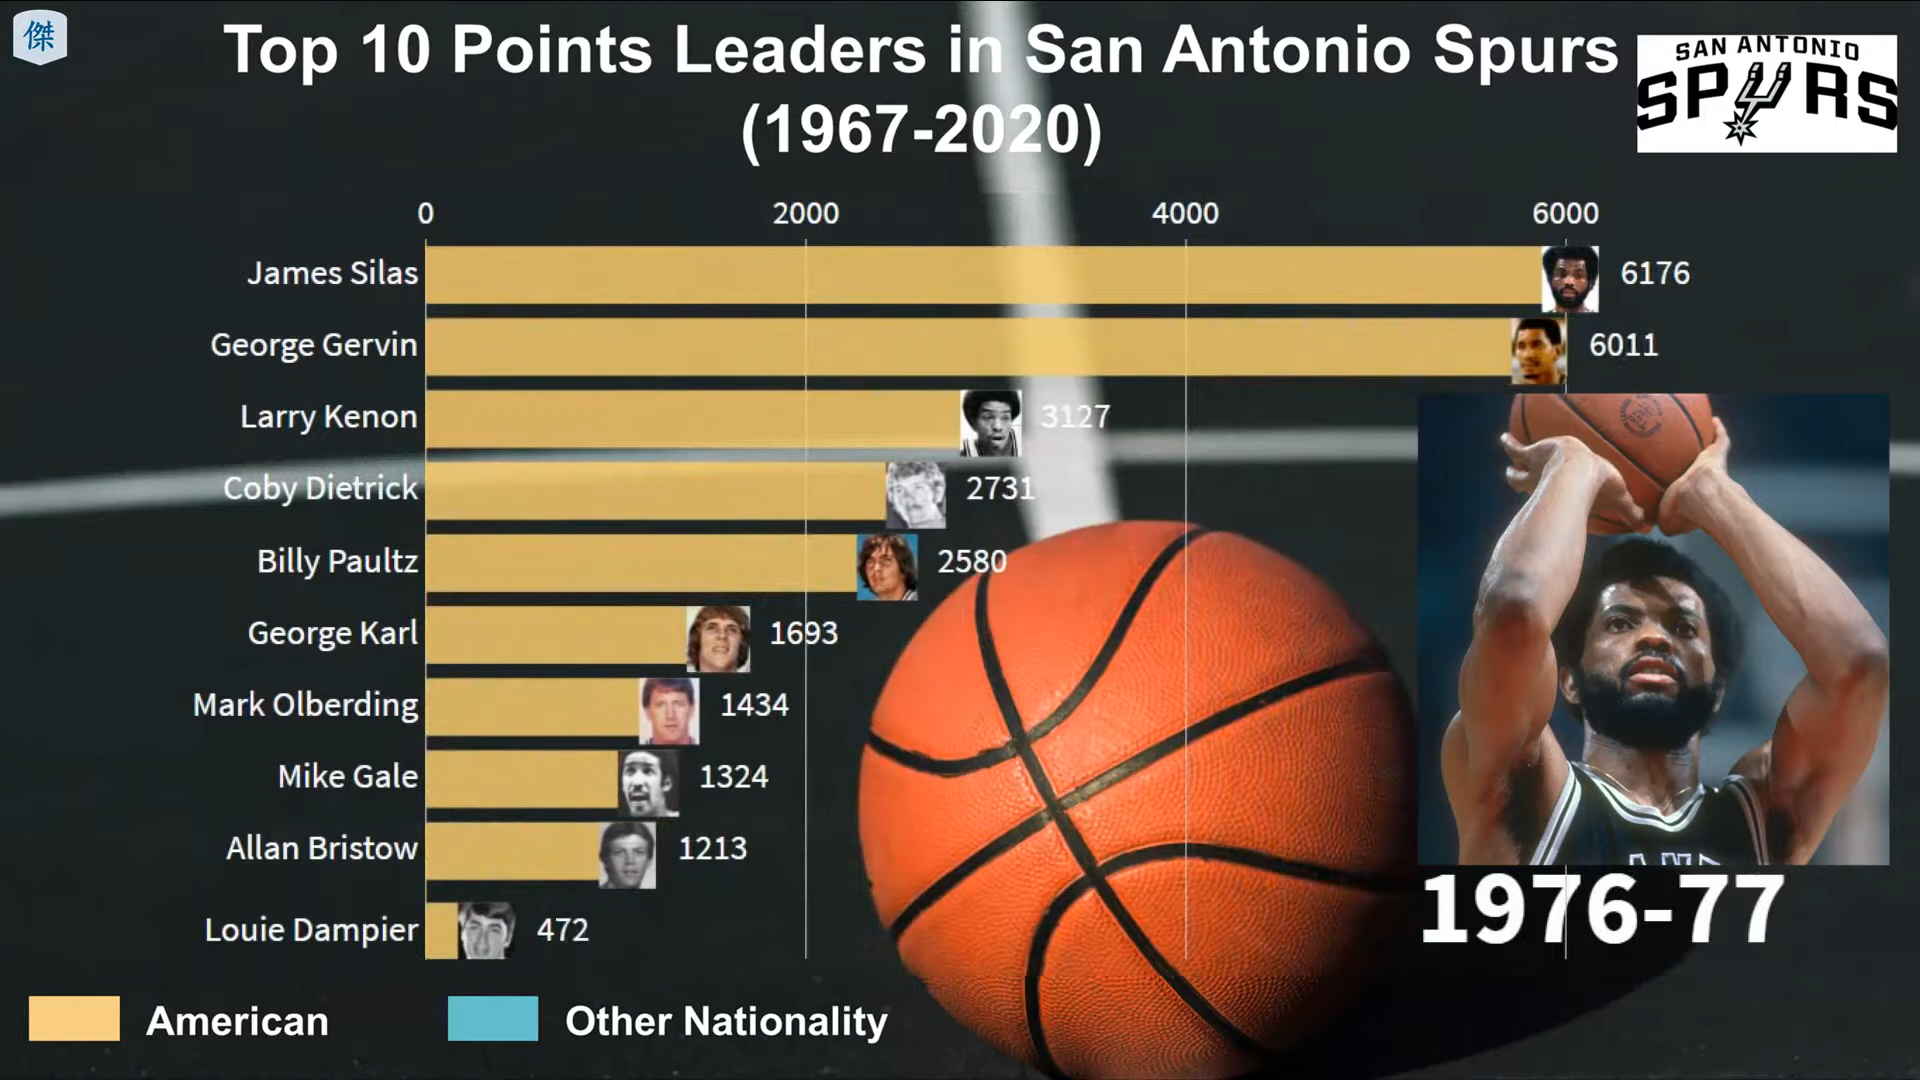 傑
Top 10 Points Leaders in San Antonio Spurs
(1967-2020)
SAN ANTONIO
SPURS
0 2000 4000 6000
James Silas 6176
George Gervin 6011
Larry Kenon 3127
Coby Dietrick 2731
Billy Paultz 2580
George Karl 1693
Mark Olberding 1434
Mike Gale 1324
Allan Bristow 1213
Louie Dampier 472
1976-77
American Other Nationality